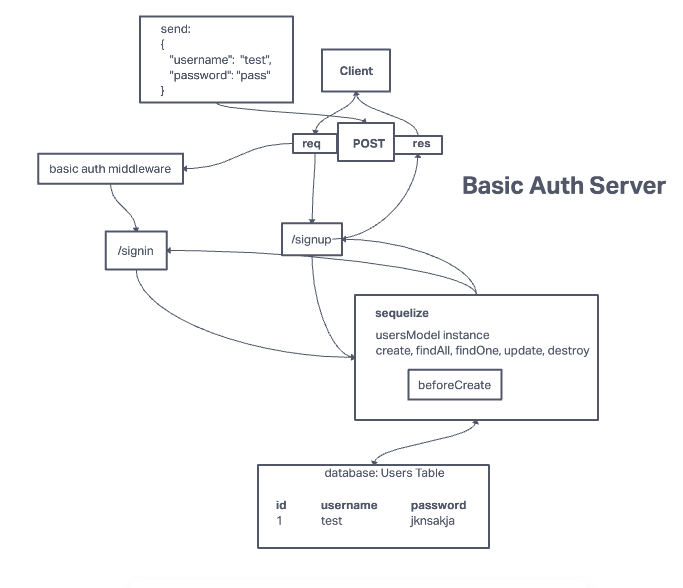 send:
{
"username": "test",
"password": "pass"
}
Client
req
POST
res
basic auth middleware
Basic Auth Server
/signin
/signup
sequelize
usersModel instance
create, findAll, findOne, update, destroy
beforeCreate
database: Users Table
id username password
1 test jknsakja